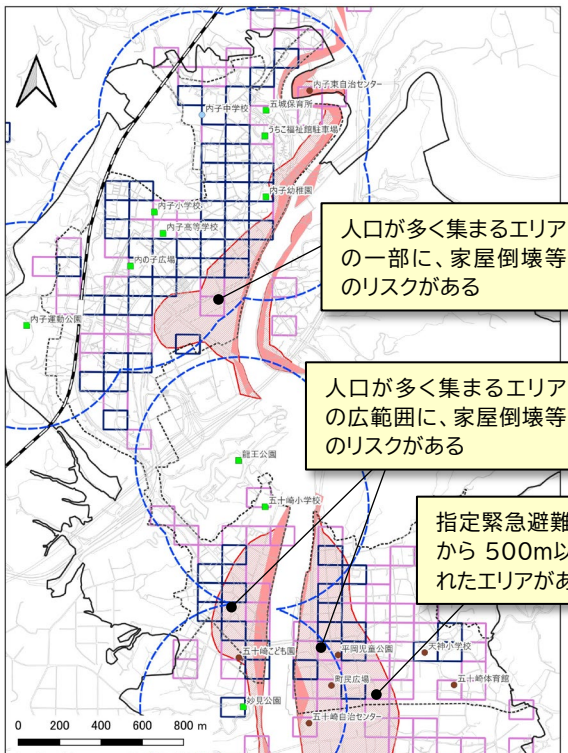 内子東自治センター
五城保育所
内子中学校
うちこ福祉館駐車場
内子幼稚園
内子小学校
内子高等学校
内の子広場
内子運動公園
人口が多く集まるエリア
の一部に、家屋倒壊等
のリスクがある
人口が多く集まるエリア
の広範囲に、家屋倒壊等
のリスクがある
龍王公園
五十崎小学校
指定緊急避難
から 500m以
れたエリアがあ
平岡児童公園
天神小学校
五十崎こども園
町民広場
五十崎体育館
妙見公園
五十崎自治センター
0 200 400 600 800 m